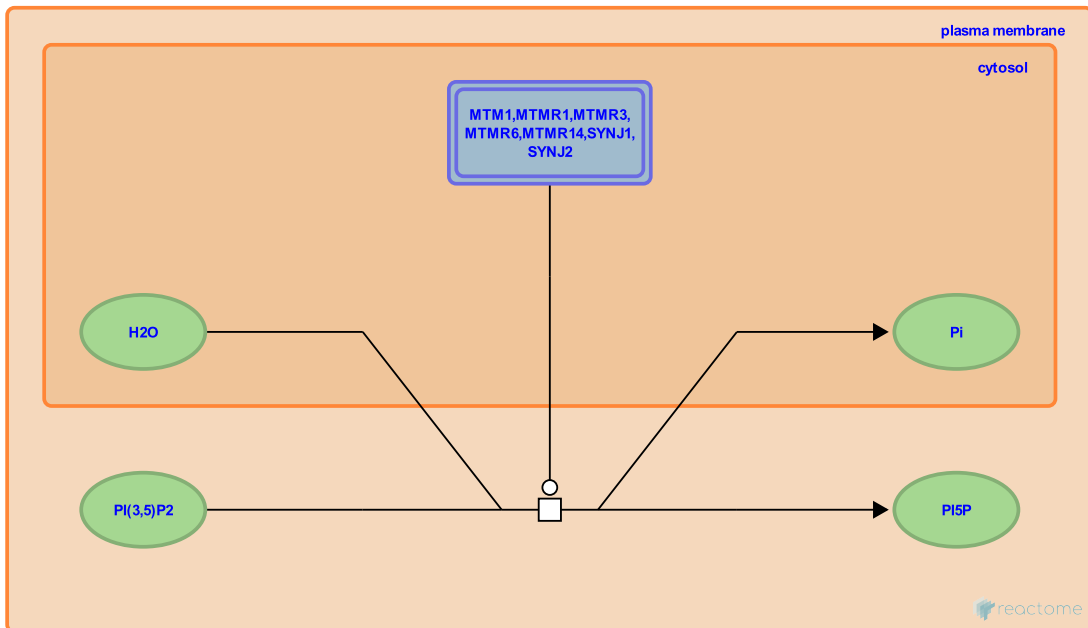 plasma membrane
cytosol
MTM1,MTMR1,MTMR3,
MTMR6,MTMR14,SYNJ1,
SYNJ2
H2O
Pi
PI(3,5)P2
PI5P
reactome